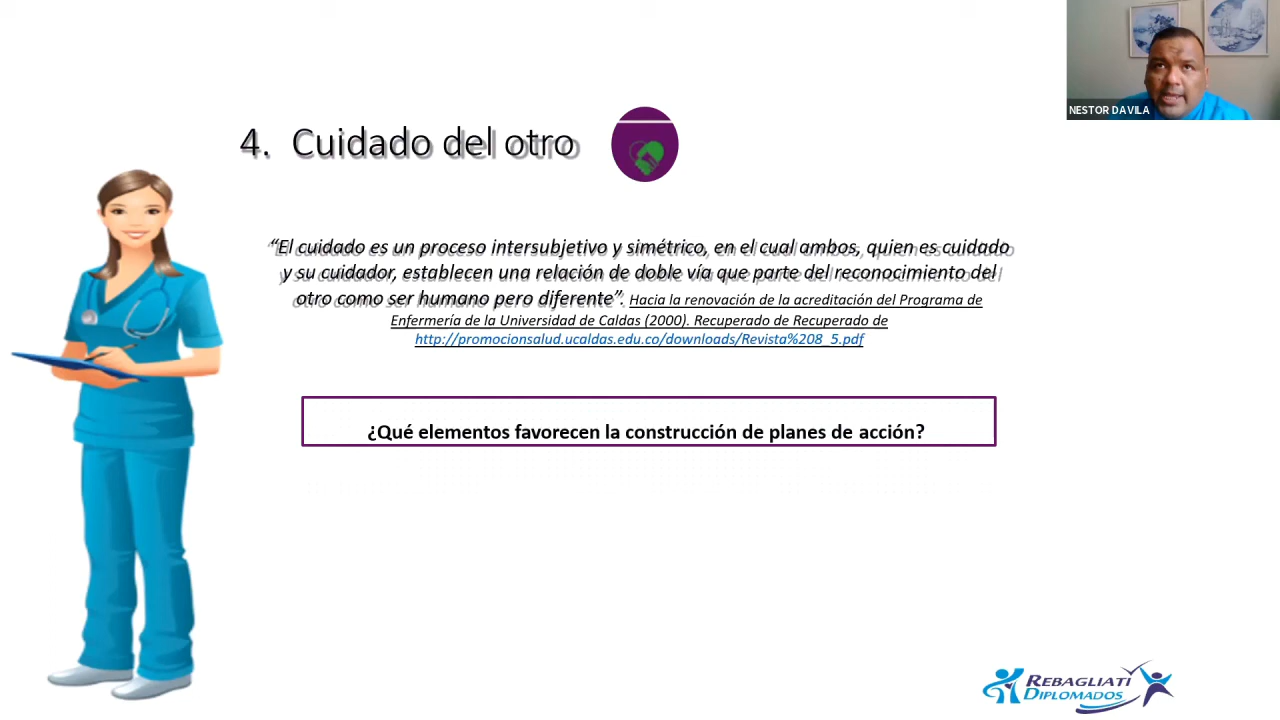 NESTOR DAVILA
4. Cuidado del otro
“El cuidado es un proceso intersubjetivo y simétrico, en el cual ambos, quien es cuidado
y su cuidador, establecen una relación de doble vía que parte del reconocimiento del
otro como ser humano pero diferente”. Hacia la renovación de la acreditación del Programa de
Enfermería de la Universidad de Caldas (2000). Recuperado de Recuperado de
http://promocionsalud.ucaldas.edu.co/downloads/Revista%208_5.pdf
¿Qué elementos favorecen la construcción de planes de acción?
REBAGLIATI
DIPLOMADOS